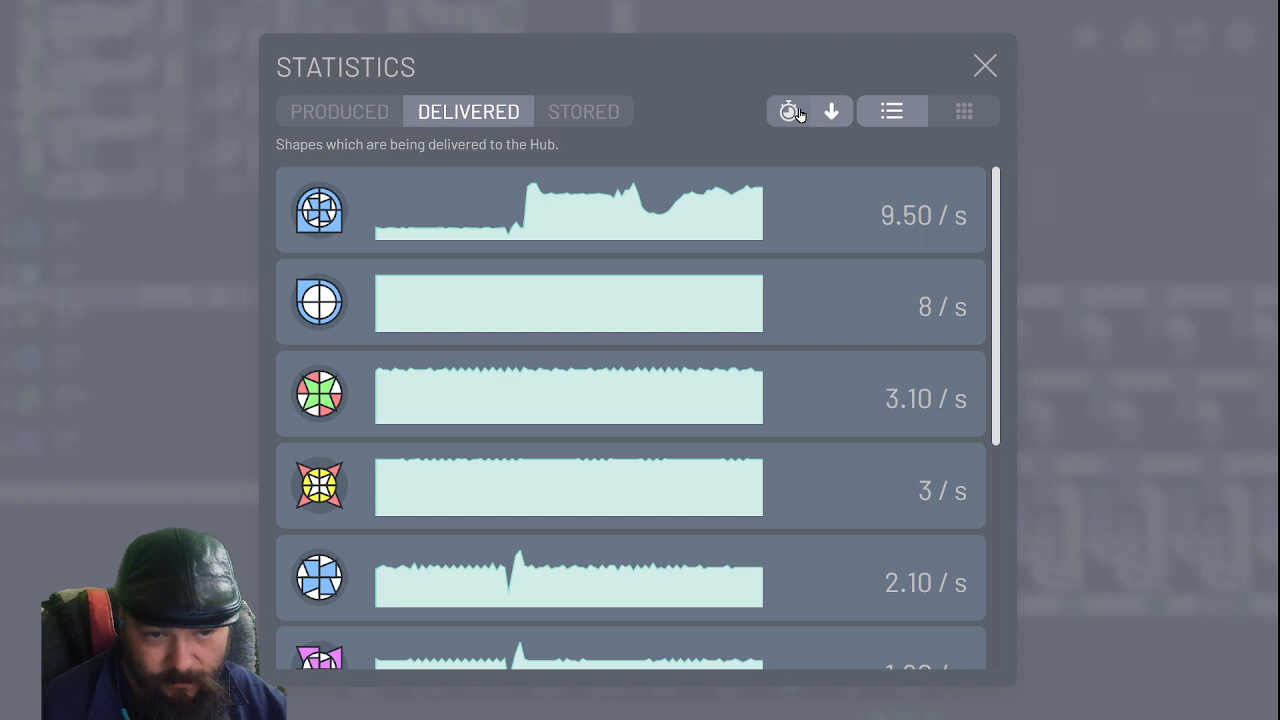 STATISTICS
PRODUCED DELIVERED STORED
Shapes which are being delivered to the Hub.
9.50 / s
8 / s
3.10 / s
3 / s
2.10 / s